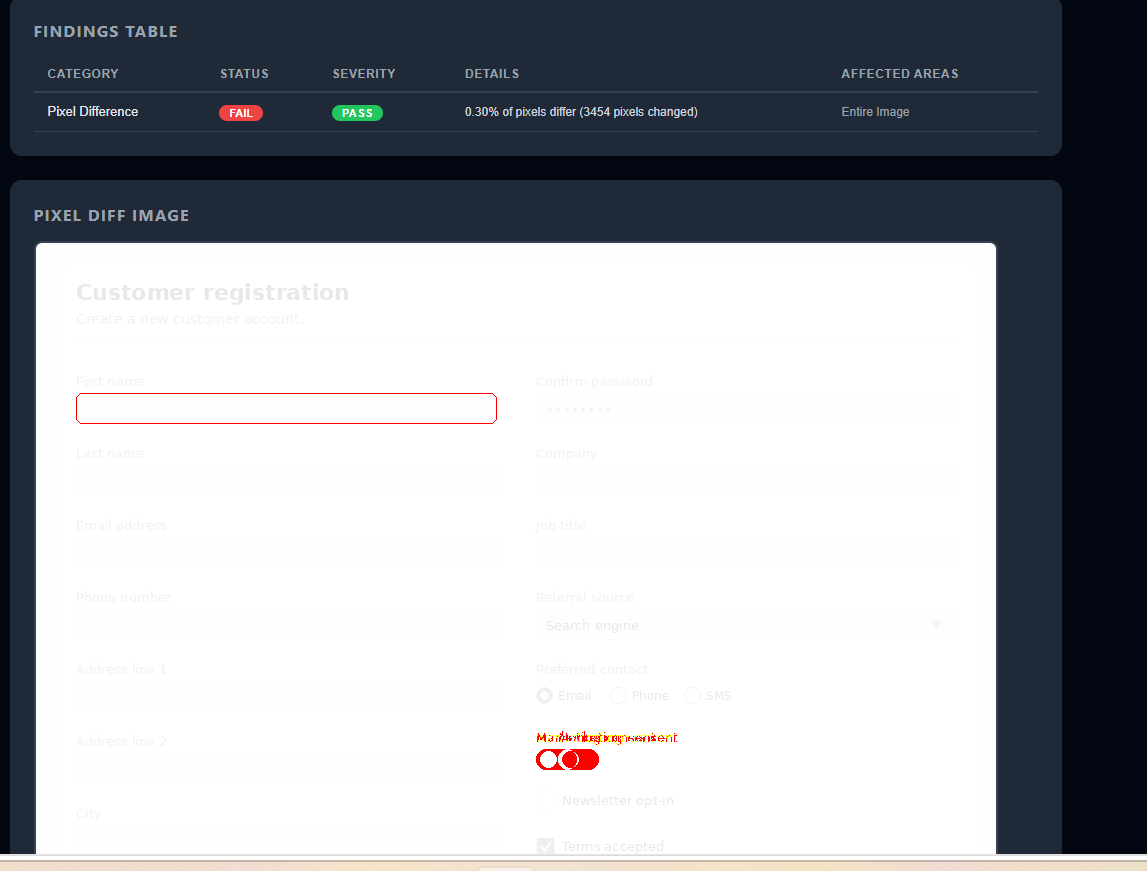 FINDINGS TABLE
CATEGORY STATUS SEVERITY DETAILS AFFECTED AREAS
Pixel Difference FAIL PASS 0.30% of pixels differ (3454 pixels changed) Entire Image
PIXEL DIFF IMAGE
Customer registration
Create a new customer account.
First name Confirm password
••••••••
Last name Company
Email address Job title
Phone number Referral source
Search engine
Address line 1 Preferred contact
Email Phone SMS
Address line 2
City Newsletter opt-in
Terms accepted